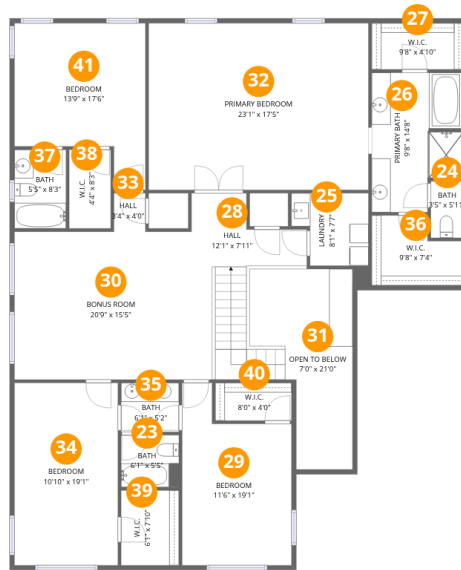 27
W.I.C.
9'8" x 4'10"
41
BEDROOM
13'9" x 17'6"
32
PRIMARY BEDROOM
23'1" x 17'5"
26
PRIMARY BATH
9'8" x 14'8"
37
BATH
5'5" x 8'3"
38
W.I.C.
4'4" x 8'3"
33
HALL
3'4" x 4'0"
28
HALL
12'1" x 7'11"
25
LAUNDRY
8'1" x 7'7"
24
BATH
3'5" x 5'11"
36
W.I.C.
9'8" x 7'4"
30
BONUS ROOM
20'9" x 15'5"
31
OPEN TO BELOW
7'0" x 21'0"
40
W.I.C.
8'0" x 4'0"
35
BATH
x 5'2"
23
BATH
6'1" x 5'5"
34
BEDROOM
10'10" x 19'1"
29
BEDROOM
11'6" x 19'1"
39
W.I.C.
6'1" x 7'10"